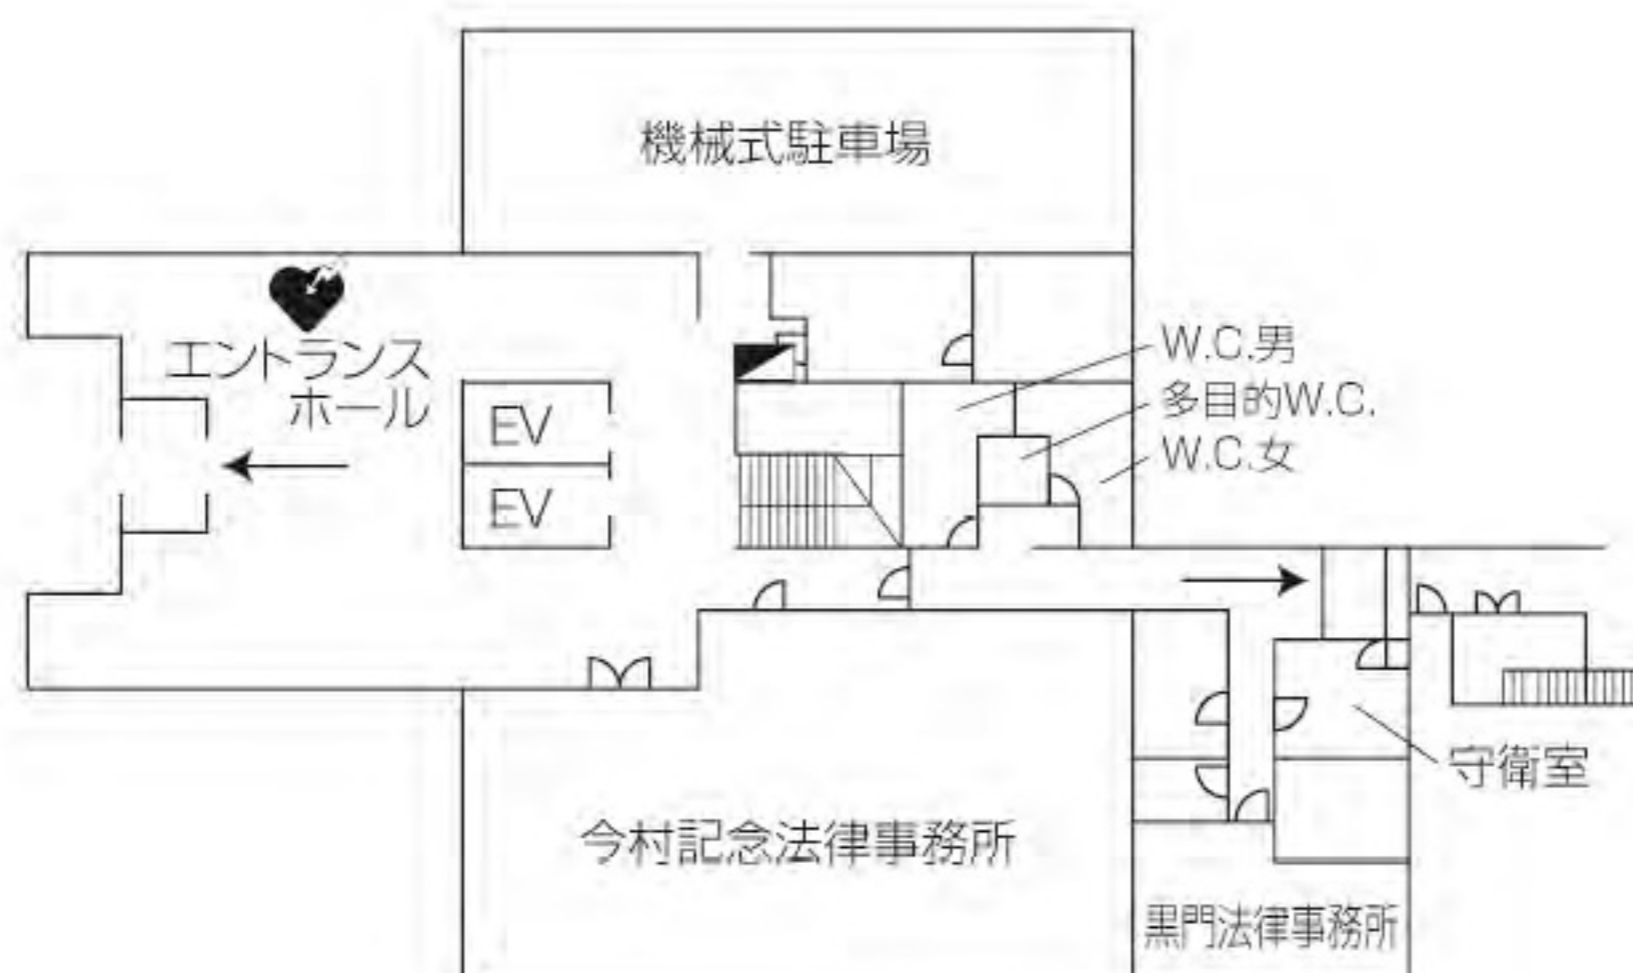 機械式駐車場
エントランス
ホール
EV
EV
W.C.男
多目的W.C.
W.C.女
守衛室
今村記念法律事務所
黒門法律事務所